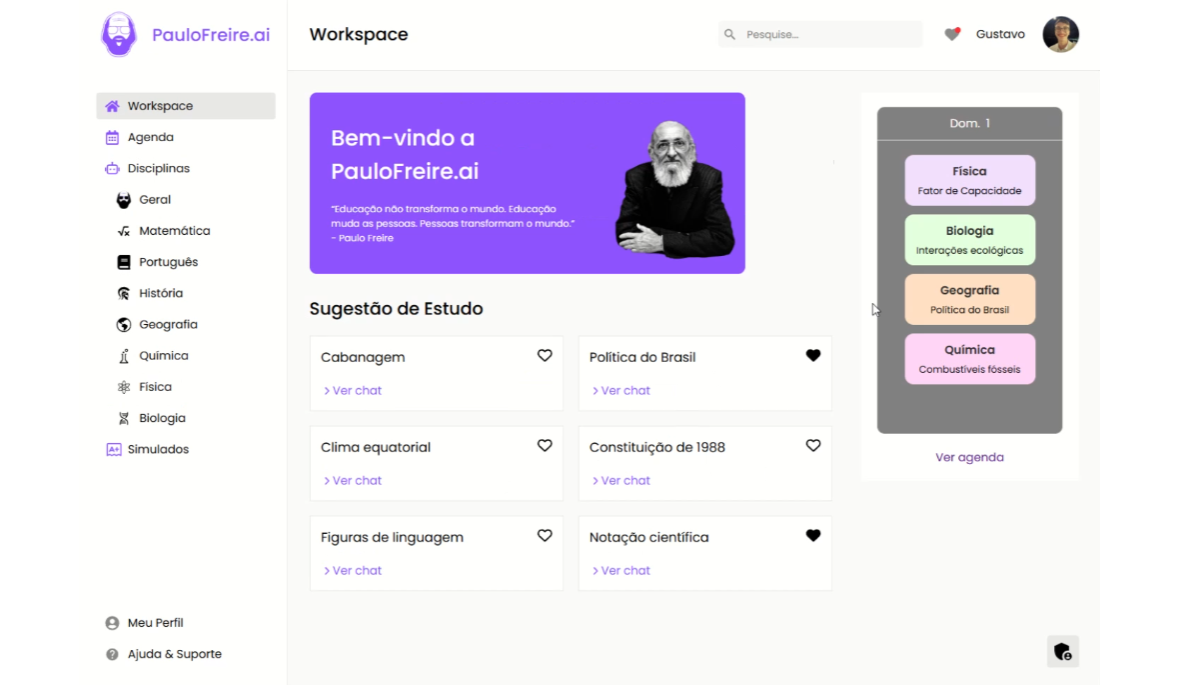 PauloFreire.ai
Workspace
Pesquise...
Gustavo
Workspace
Agenda
Disciplinas
Geral
Matemática
Português
História
Geografia
Química
Física
Biologia
Simulados
Meu Perfil
Ajuda & Suporte
Bem-vindo a
PauloFreire.ai
"Educação não transforma o mundo. Educação
muda as pessoas. Pessoas transformam o mundo."
- Paulo Freire
Sugestão de Estudo
Cabanagem
Ver chat
Política do Brasil
Ver chat
Clima equatorial
Ver chat
Constituição de 1988
Ver chat
Figuras de linguagem
Ver chat
Notação científica
Ver chat
Dom. 1
Física
Fator de Capacidade
Biologia
Interações ecológicas
Geografia
Política do Brasil
Química
Combustíveis fósseis
Ver agenda